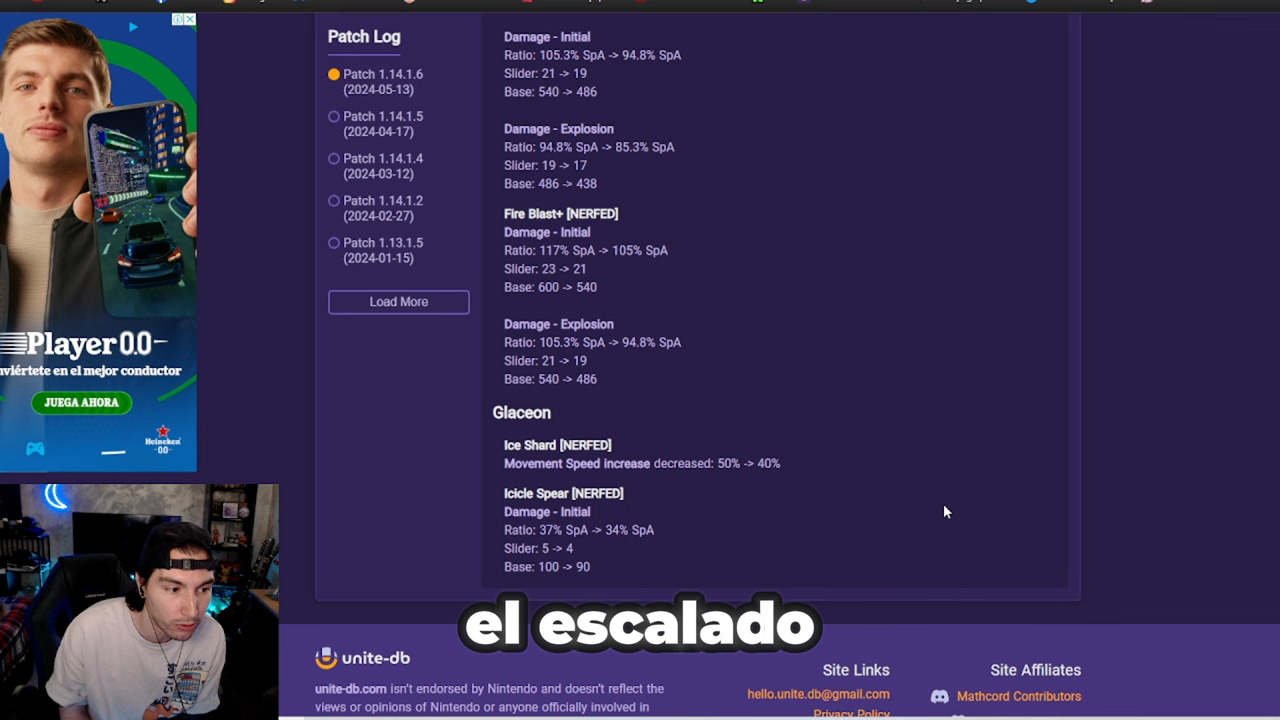 Patch Log
Patch 1.14.1.6
(2024-05-13)
Patch 1.14.1.5
(2024-04-17)
Patch 1.14.1.4
(2024-03-12)
Patch 1.14.1.2
(2024-02-27)
Patch 1.13.1.5
(2024-01-15)
Load More
Damage - Initial
Ratio: 105.3% SpA -> 94.8% SpA
Slider: 21 -> 19
Base: 540 -> 486
Damage - Explosion
Ratio: 94.8% SpA -> 85.3% SpA
Slider: 19 -> 17
Base: 486 -> 438
Fire Blast+ [NERFED]
Damage - Initial
Ratio: 117% SpA -> 105% SpA
Slider: 23 -> 21
Base: 600 -> 540
Damage - Explosion
Ratio: 105.3% SpA -> 94.8% SpA
Slider: 21 -> 19
Base: 540 -> 486
Glaceon
Ice Shard [NERFED]
Movement Speed increase decreased: 50% -> 40%
Icicle Spear [NERFED]
Damage - Initial
Ratio: 37% SpA -> 34% SpA
Slider: 5 -> 4
Base: 100 -> 90
Player 0.0
nviértete en el mejor conductor
JUEGA AHORA
Heineken
00
el escalado
unite-db
unite-db.com isn't endorsed by Nintendo and doesn't reflect the
views or opinions of Nintendo or anyone officially involved in
Site Links
hello.unite.db@gmail.com
Privacy Policy
Site Affiliates
Mathcord Contributors